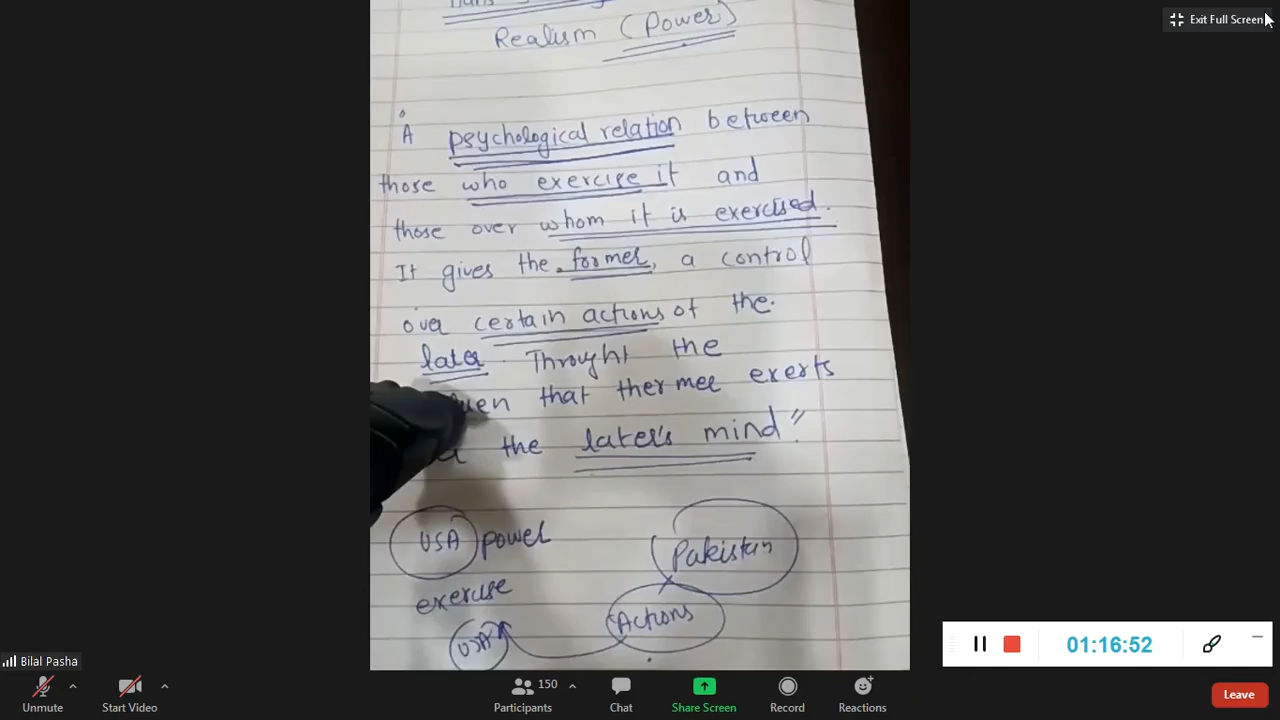 Exit Full Screen
Realism (Power)
A psychological relation between
those who exercise it and
those over whom it is exercised.
It gives the former, a control
over certain actions of the
later. Throught the
that thermee exerts
the later's mind"
USA power
Pakistan
exercise
Actions
USA
Bilal Pasha
01:16:52
150
Unmute
Start Video
Participants
Chat
Share Screen
Record
Reactions
Leave